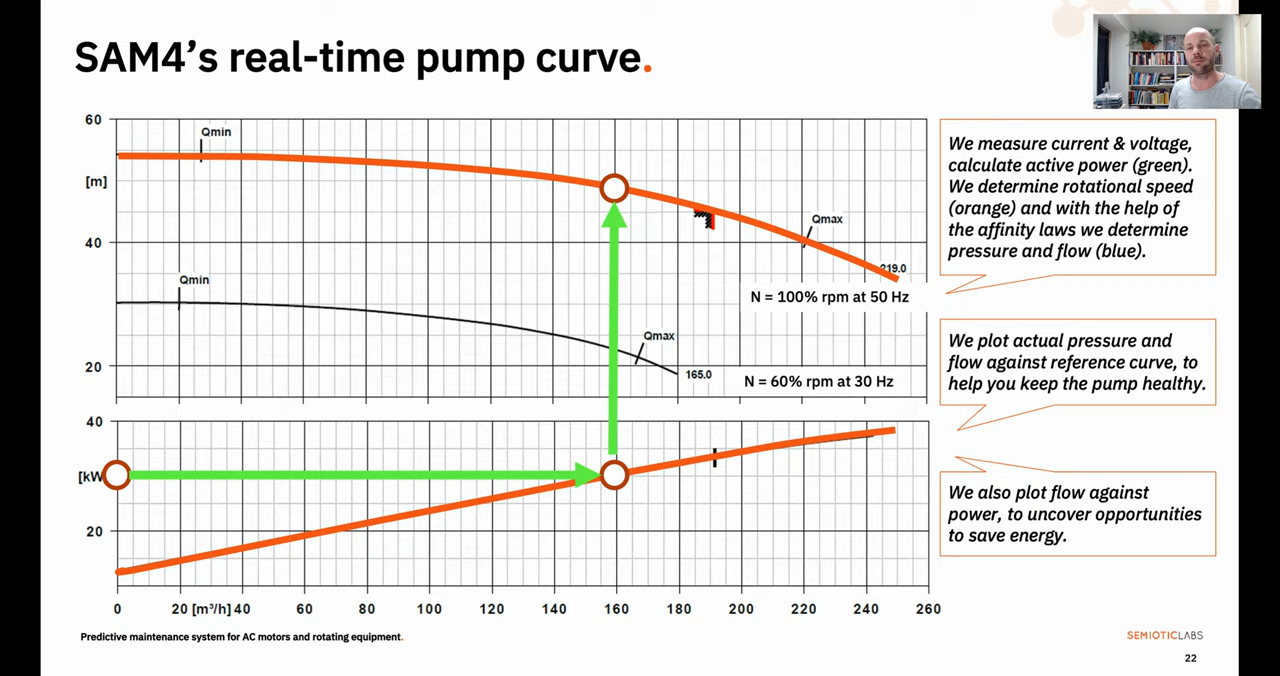 SAM4's real-time pump curve.
60
Qmin
[m]
Qmax
40
219.0
Qmin
N = 100% rpm at 50 Hz
Qmax
20
165.0
N = 60% rpm at 30 Hz
40
[kW
20
0 20 [m³/h] 40 60 80 100 120 140 160 180 200 220 240 260
We measure current & voltage,
calculate active power (green).
We determine rotational speed
(orange) and with the help of
the affinity laws we determine
pressure and flow (blue).
We plot actual pressure and
flow against reference curve, to
help you keep the pump healthy.
We also plot flow against
power, to uncover opportunities
to save energy.
Predictive maintenance system for AC motors and rotating equipment.
SEMIOTICLABS
22